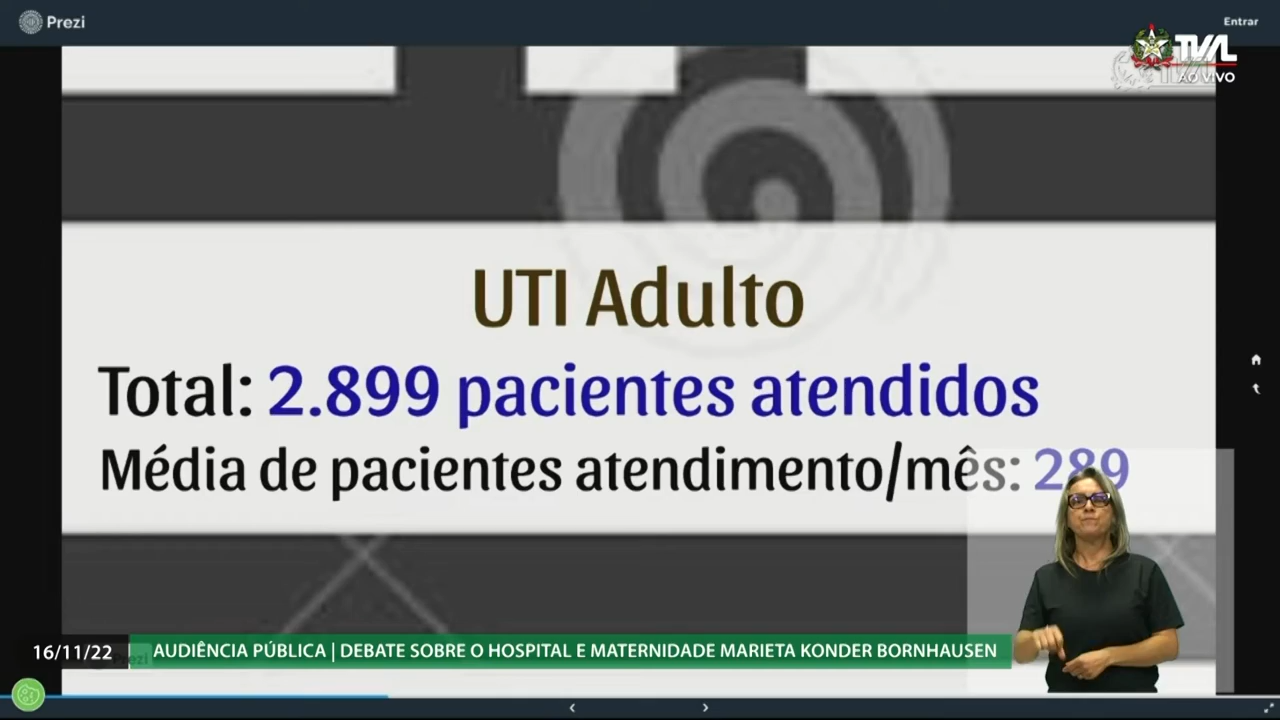 Prezi
Entrar
TVAL
AO VIVO
UTI Adulto
Total: 2.899 pacientes atendidos
Média de pacientes atendimento/mês: 289
16/11/22
AUDIÊNCIA PÚBLICA | DEBATE SOBRE O HOSPITAL E MATERNIDADE MARIETA KONDER BORNHAUSEN